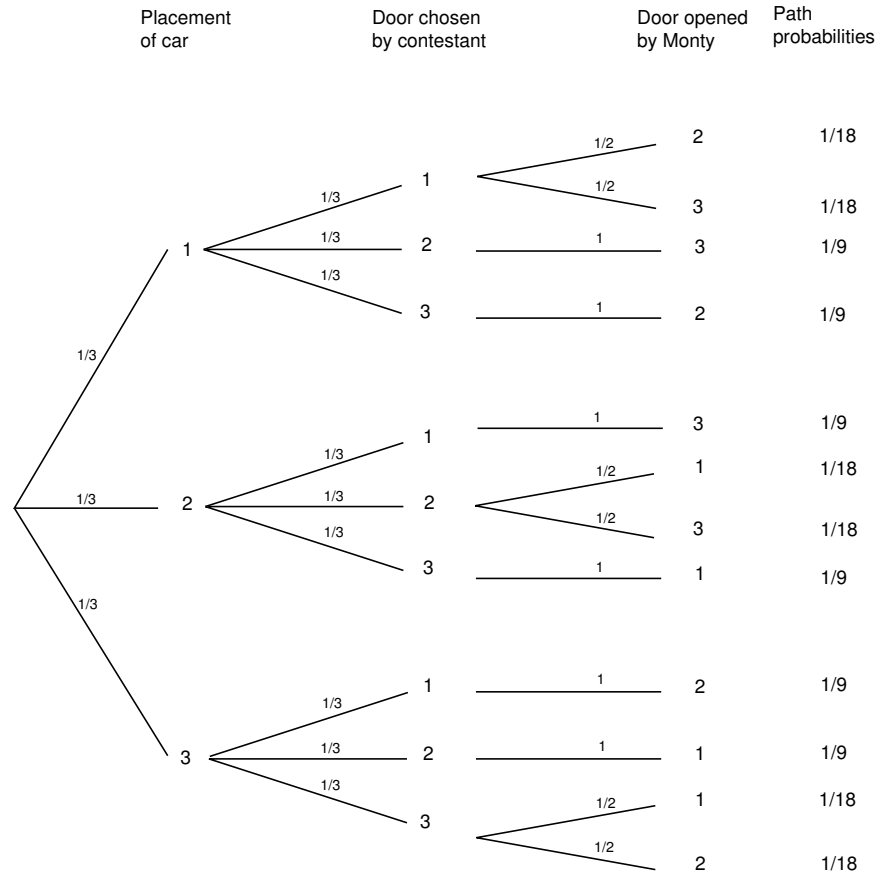 Placement of car
Door chosen by contestant
Door opened by Monty
Path probabilities
1/2 2 1/18
1
1/3 1/2 3 1/18
1 1/3 2 1 3 1/9
1/3
3 1 2 1/9
1/3
1 1 3 1/9
1/3 1/2 1 1/18
1/3 2 1/3 2
1/2 3 1/18
1/3
3 1 1 1/9
1/3
1 1 2 1/9
1/3
3 1/3 2 1 1 1/9
1/3
3 1/2 1 1/18
1/2 2 1/18